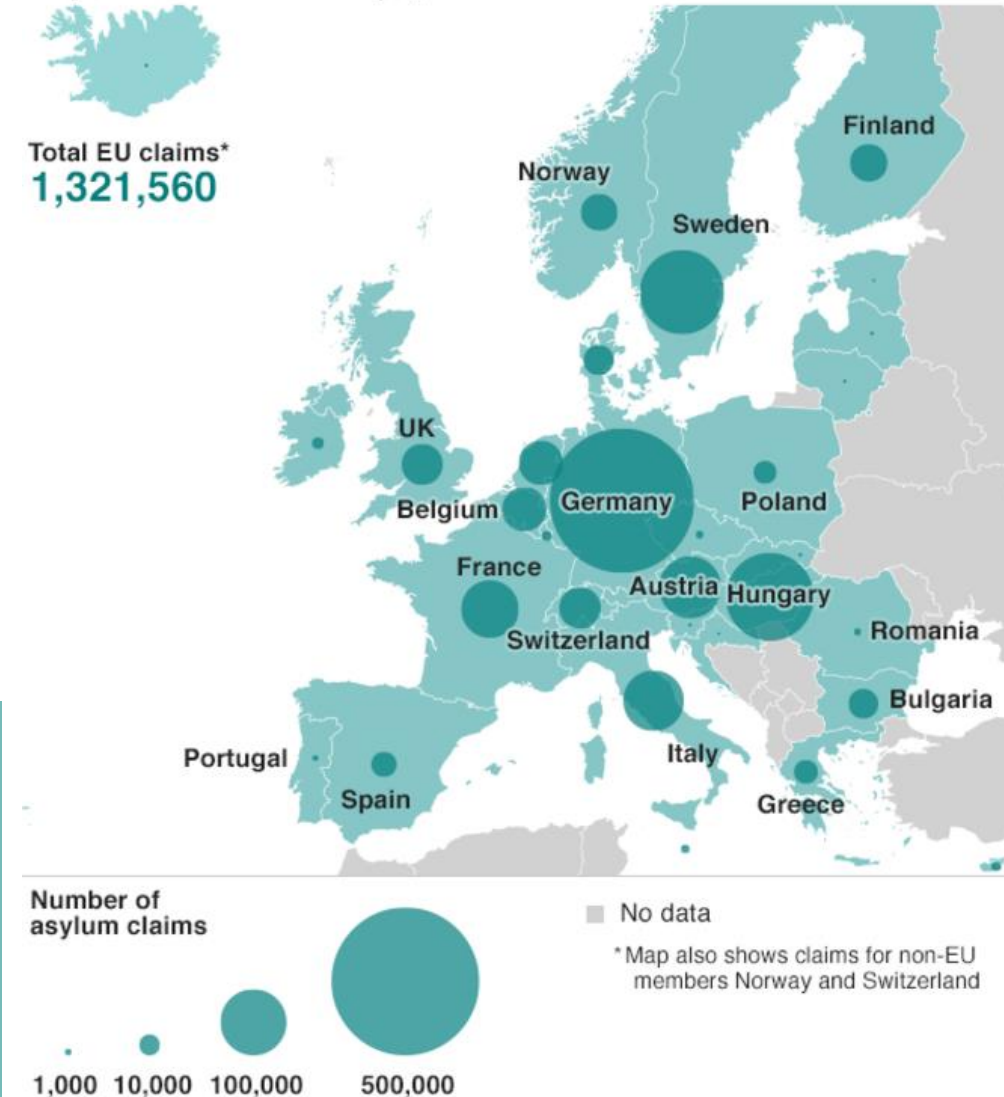 Total EU claims*
1,321,560
Finland
Norway
Sweden
UK
Belgium
Germany
Poland
France
Austria
Hungary
Switzerland
Romania
Bulgaria
Portugal
Italy
Spain
Greece
Number of
asylum claims
No data
*Map also shows claims for non-EU
members Norway and Switzerland
1,000
10,000
100,000
500,000